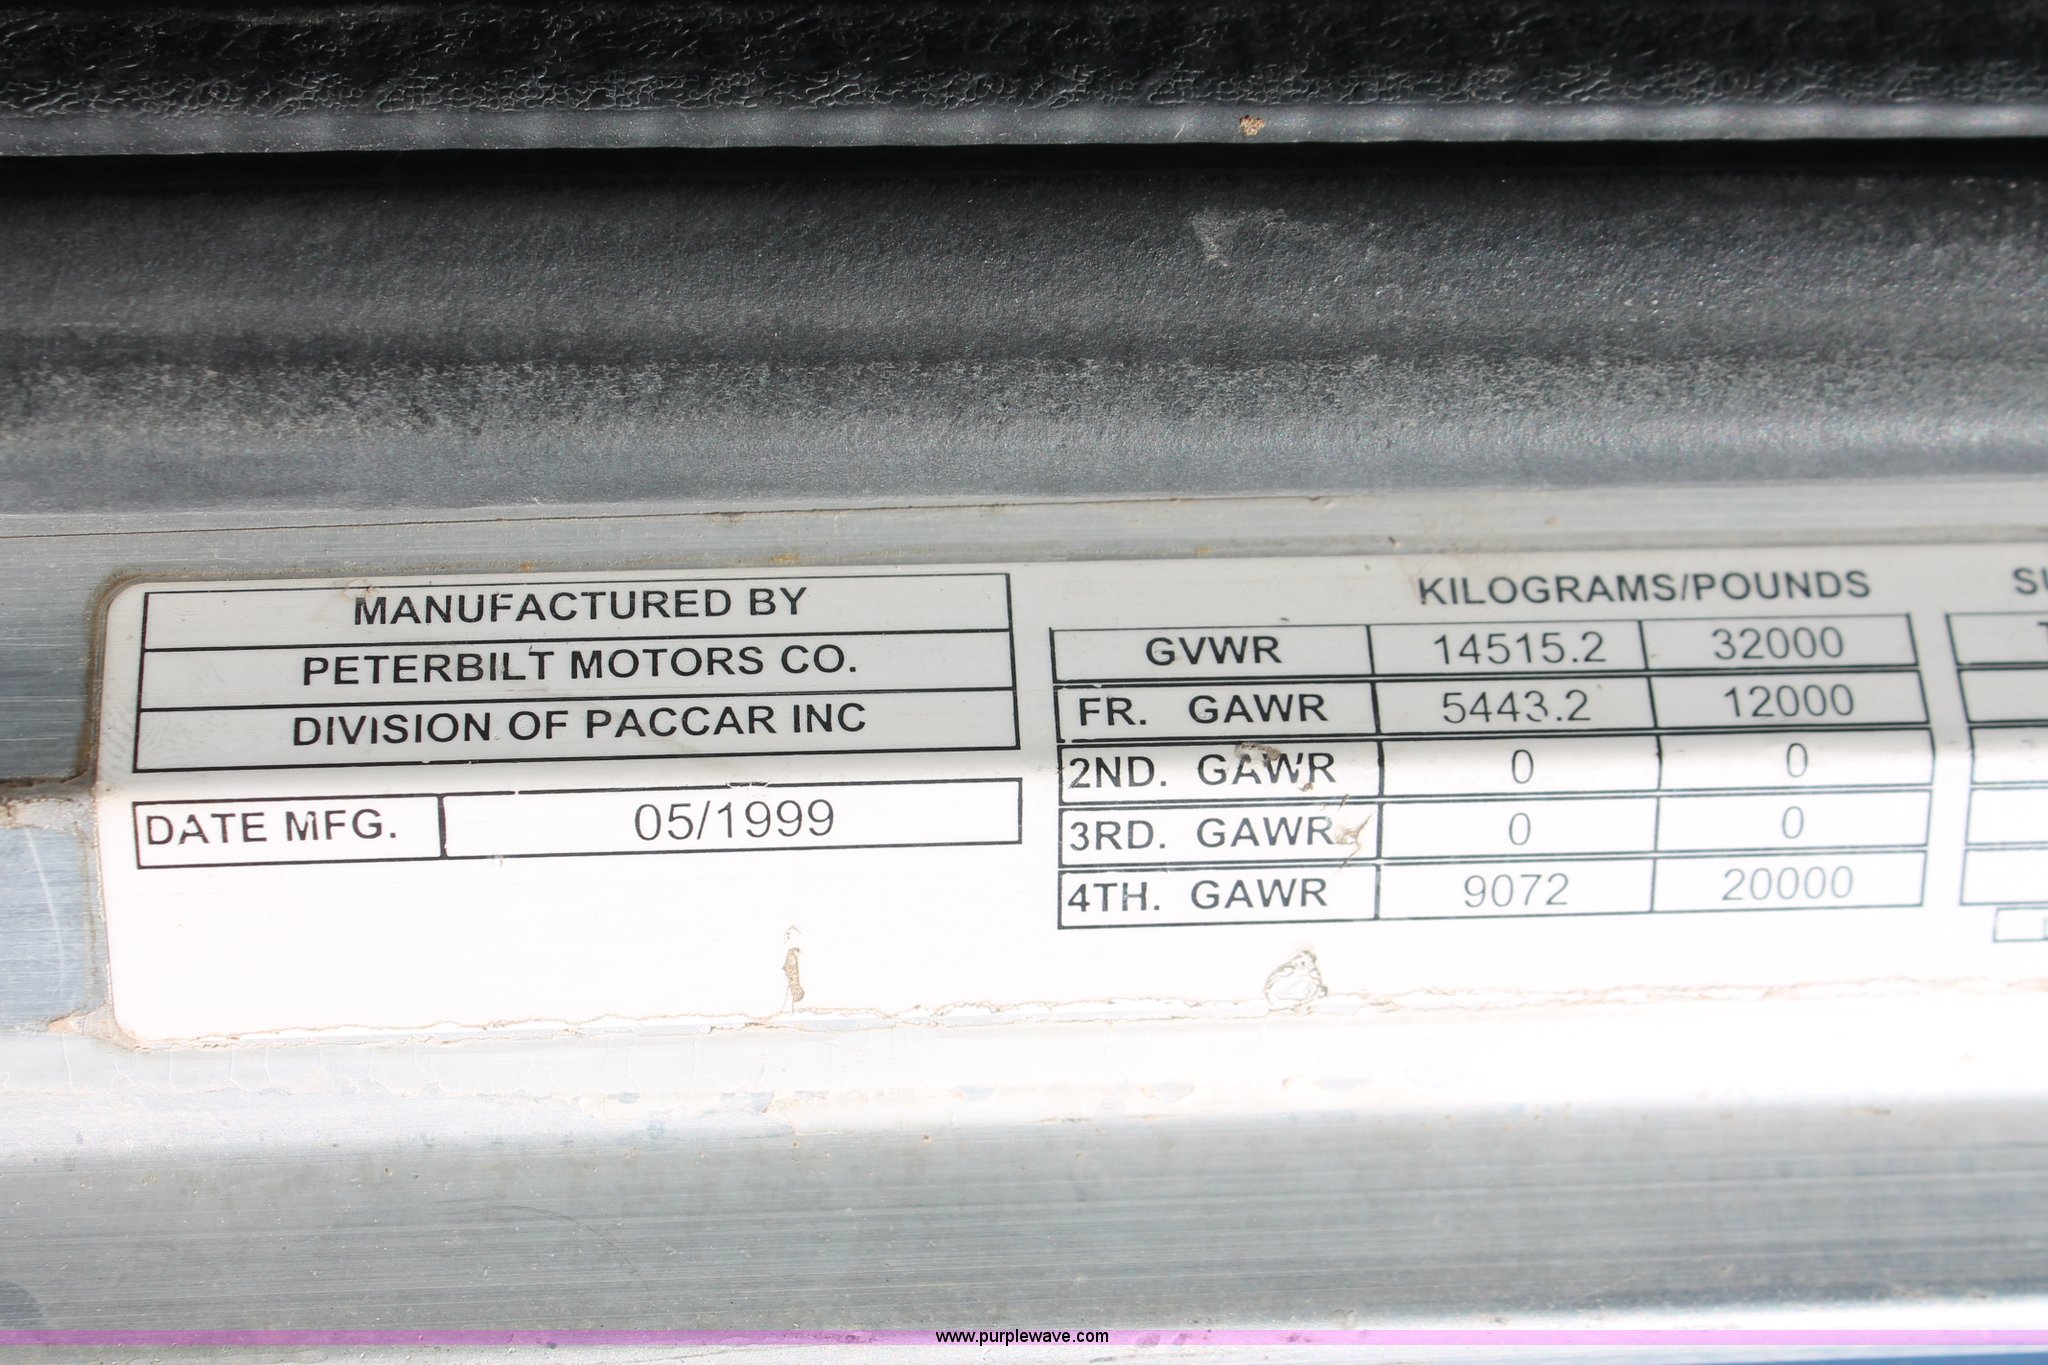 MANUFACTURED BY
PETERBILT MOTORS CO.
DIVISION OF PACCAR INC
DATE MFG. 05/1999
KILOGRAMS/POUNDS
GVWR 14515.2 32000
FR. GAWR 5443.2 12000
2ND. GAWR 0 0
3RD. GAWR 0 0
4TH. GAWR 9072 20000
www.purplewave.com